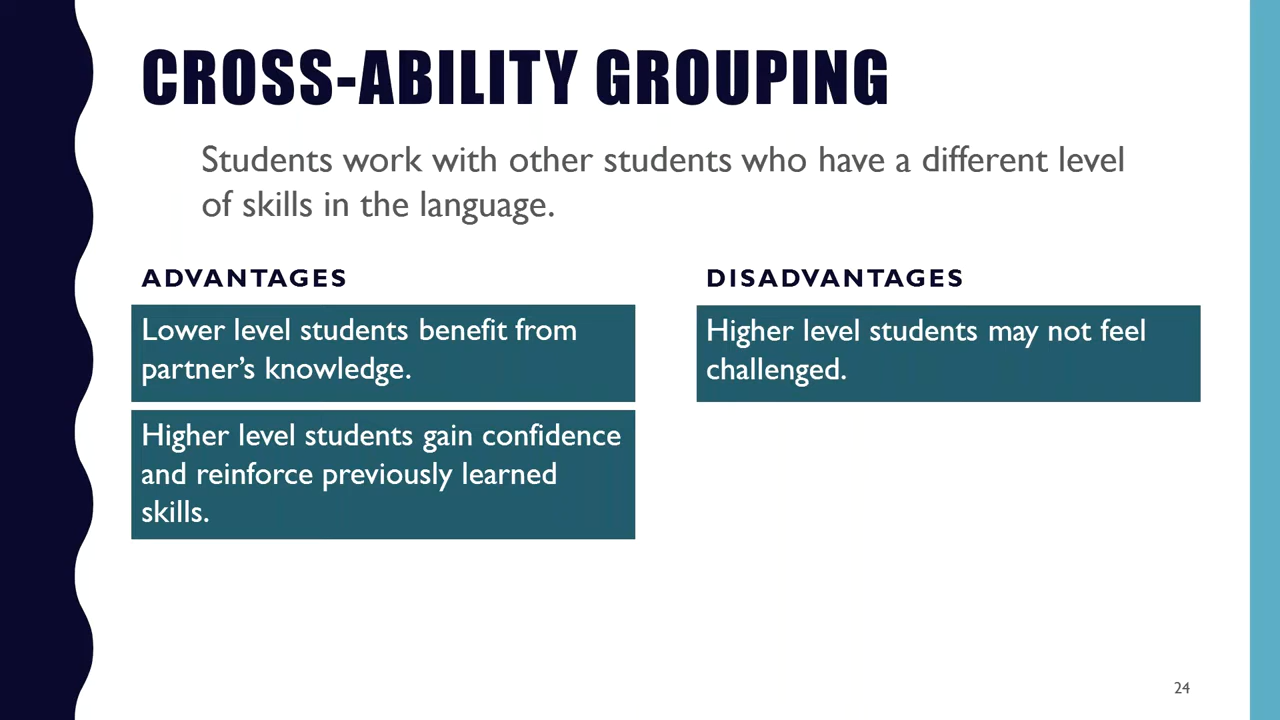 CROSS-ABILITY GROUPING
Students work with other students who have a different level
of skills in the language.
ADVANTAGES
Lower level students benefit from
partner’s knowledge.
Higher level students gain confidence
and reinforce previously learned
skills.
DISADVANTAGES
Higher level students may not feel
challenged.
24